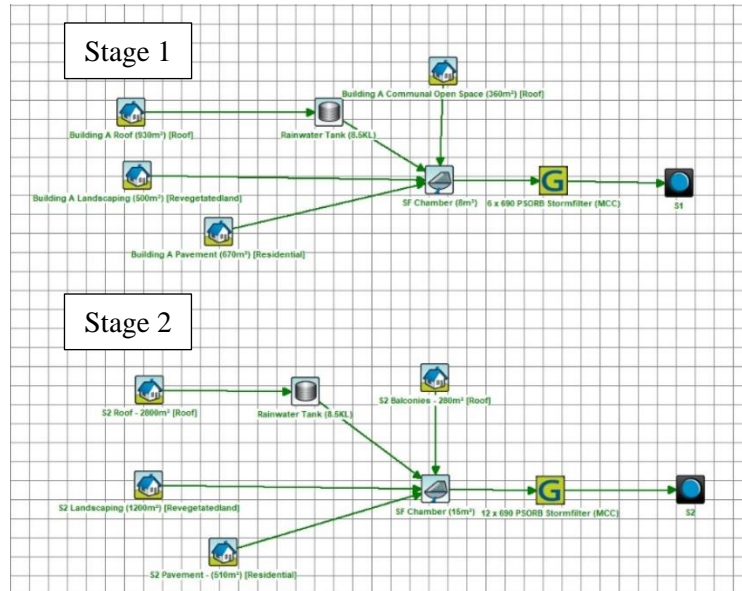 Stage 1
Building A Communal Open Space (360m²) [Roof]
Building A Roof (930m²) [Roof]
Rainwater Tank (8.5KL)
Building A Landscaping (500m²) [Revegetatedland]
SF Chamber (8m²)
6 x 690 PSORB Stormfilter (MCC)
S1
Building A Pavement (670m²) [Residential]
Stage 2
S2 Roof - 2800m² [Roof]
Rainwater Tank (8.5KL)
S2 Balconies - 280m² [Roof]
S2 Landscaping (1200m²) [Revegetatedland]
SF Chamber (15m²)
12 x 690 PSORB Stormfilter (MCC)
S2
S2 Pavement - (510m²) [Residential]